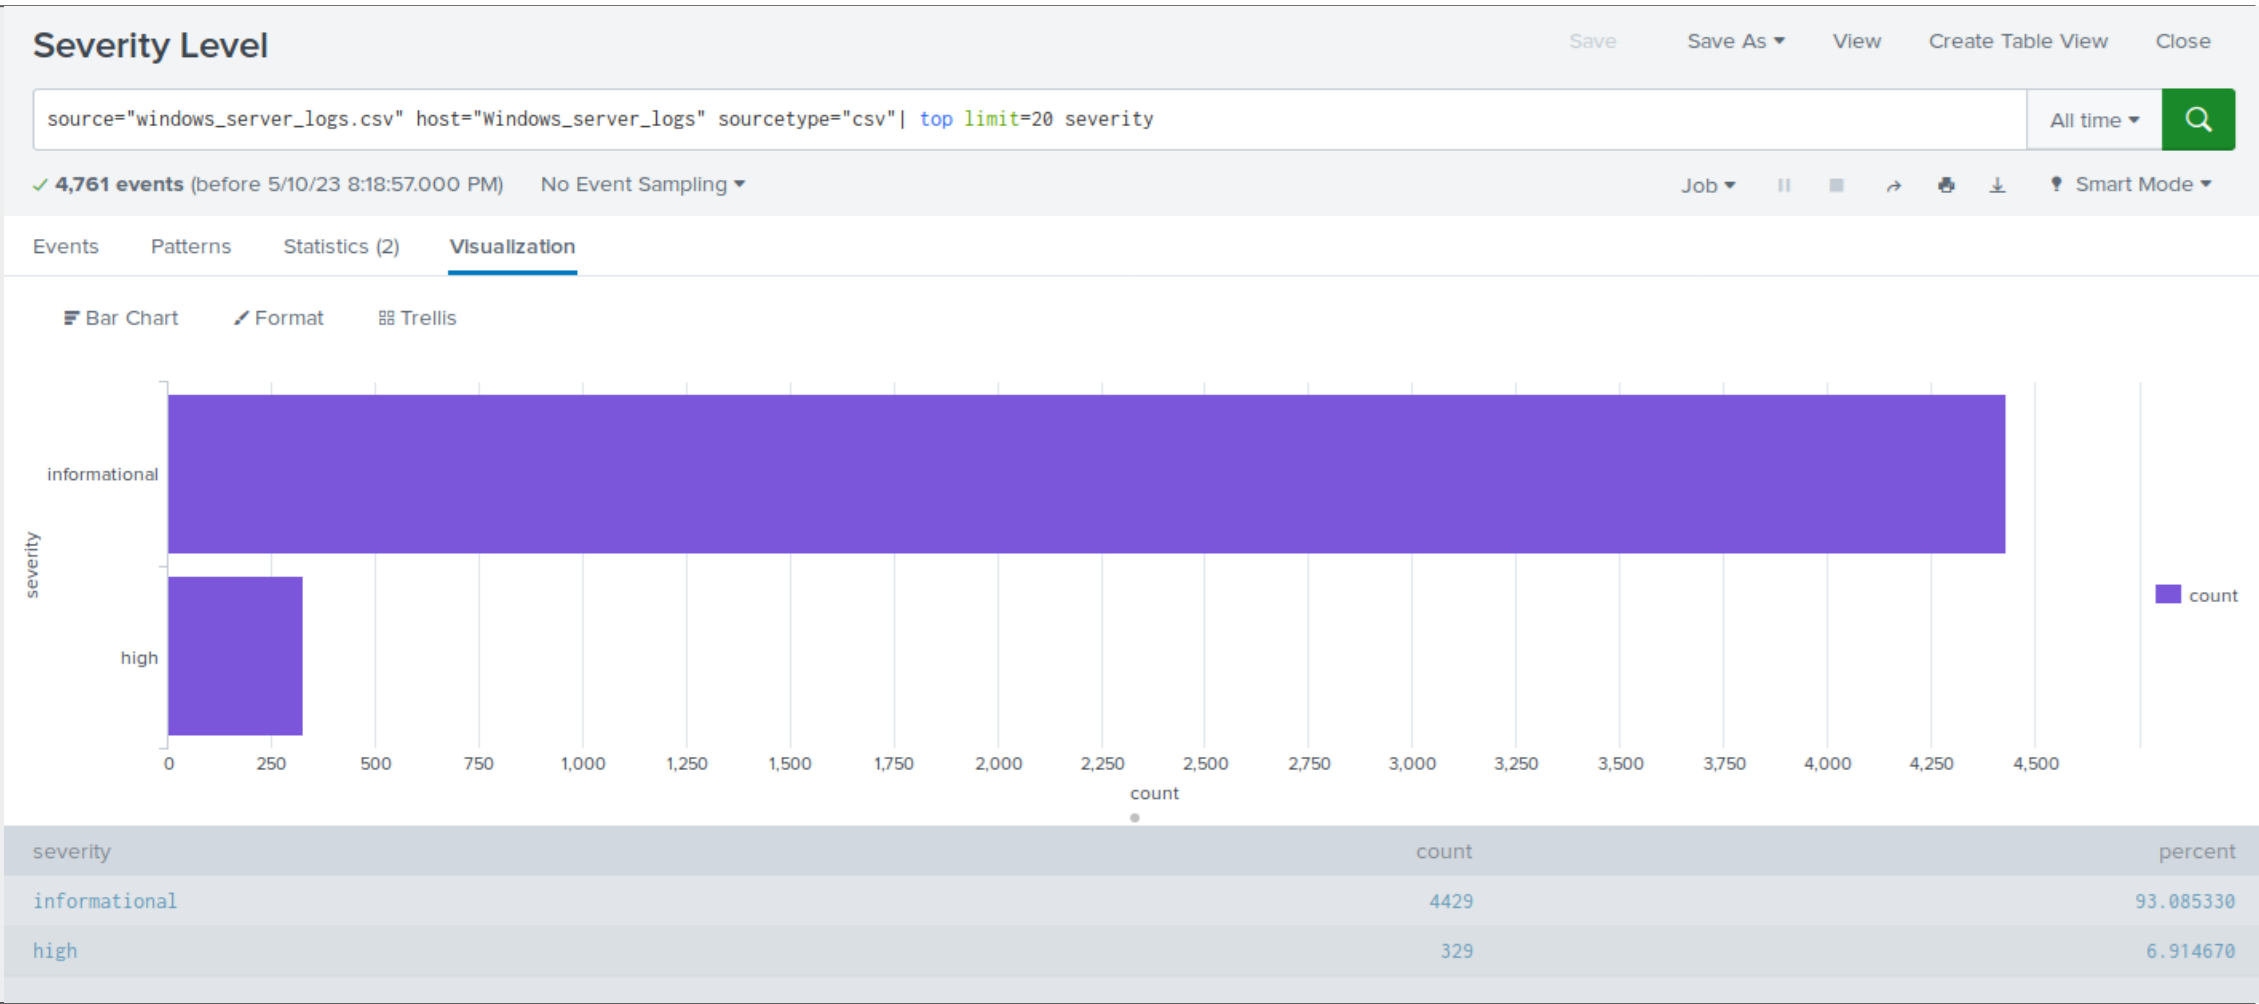 Severity Level
Save Save As View Create Table View Close
source="windows_server_logs.csv" host="Windows_server_logs" sourcetype="csv"| top limit=20 severity
All time
4,761 events (before 5/10/23 8:18:57.000 PM) No Event Sampling
Job Smart Mode
Events Patterns Statistics (2) Visualization
Bar Chart Format Trellis
informational
severity
high
count
0 250 500 750 1,000 1,250 1,500 1,750 2,000 2,250 2,500 2,750 3,000 3,250 3,500 3,750 4,000 4,250 4,500
count
severity count percent
informational 4429 93.085330
high 329 6.914670